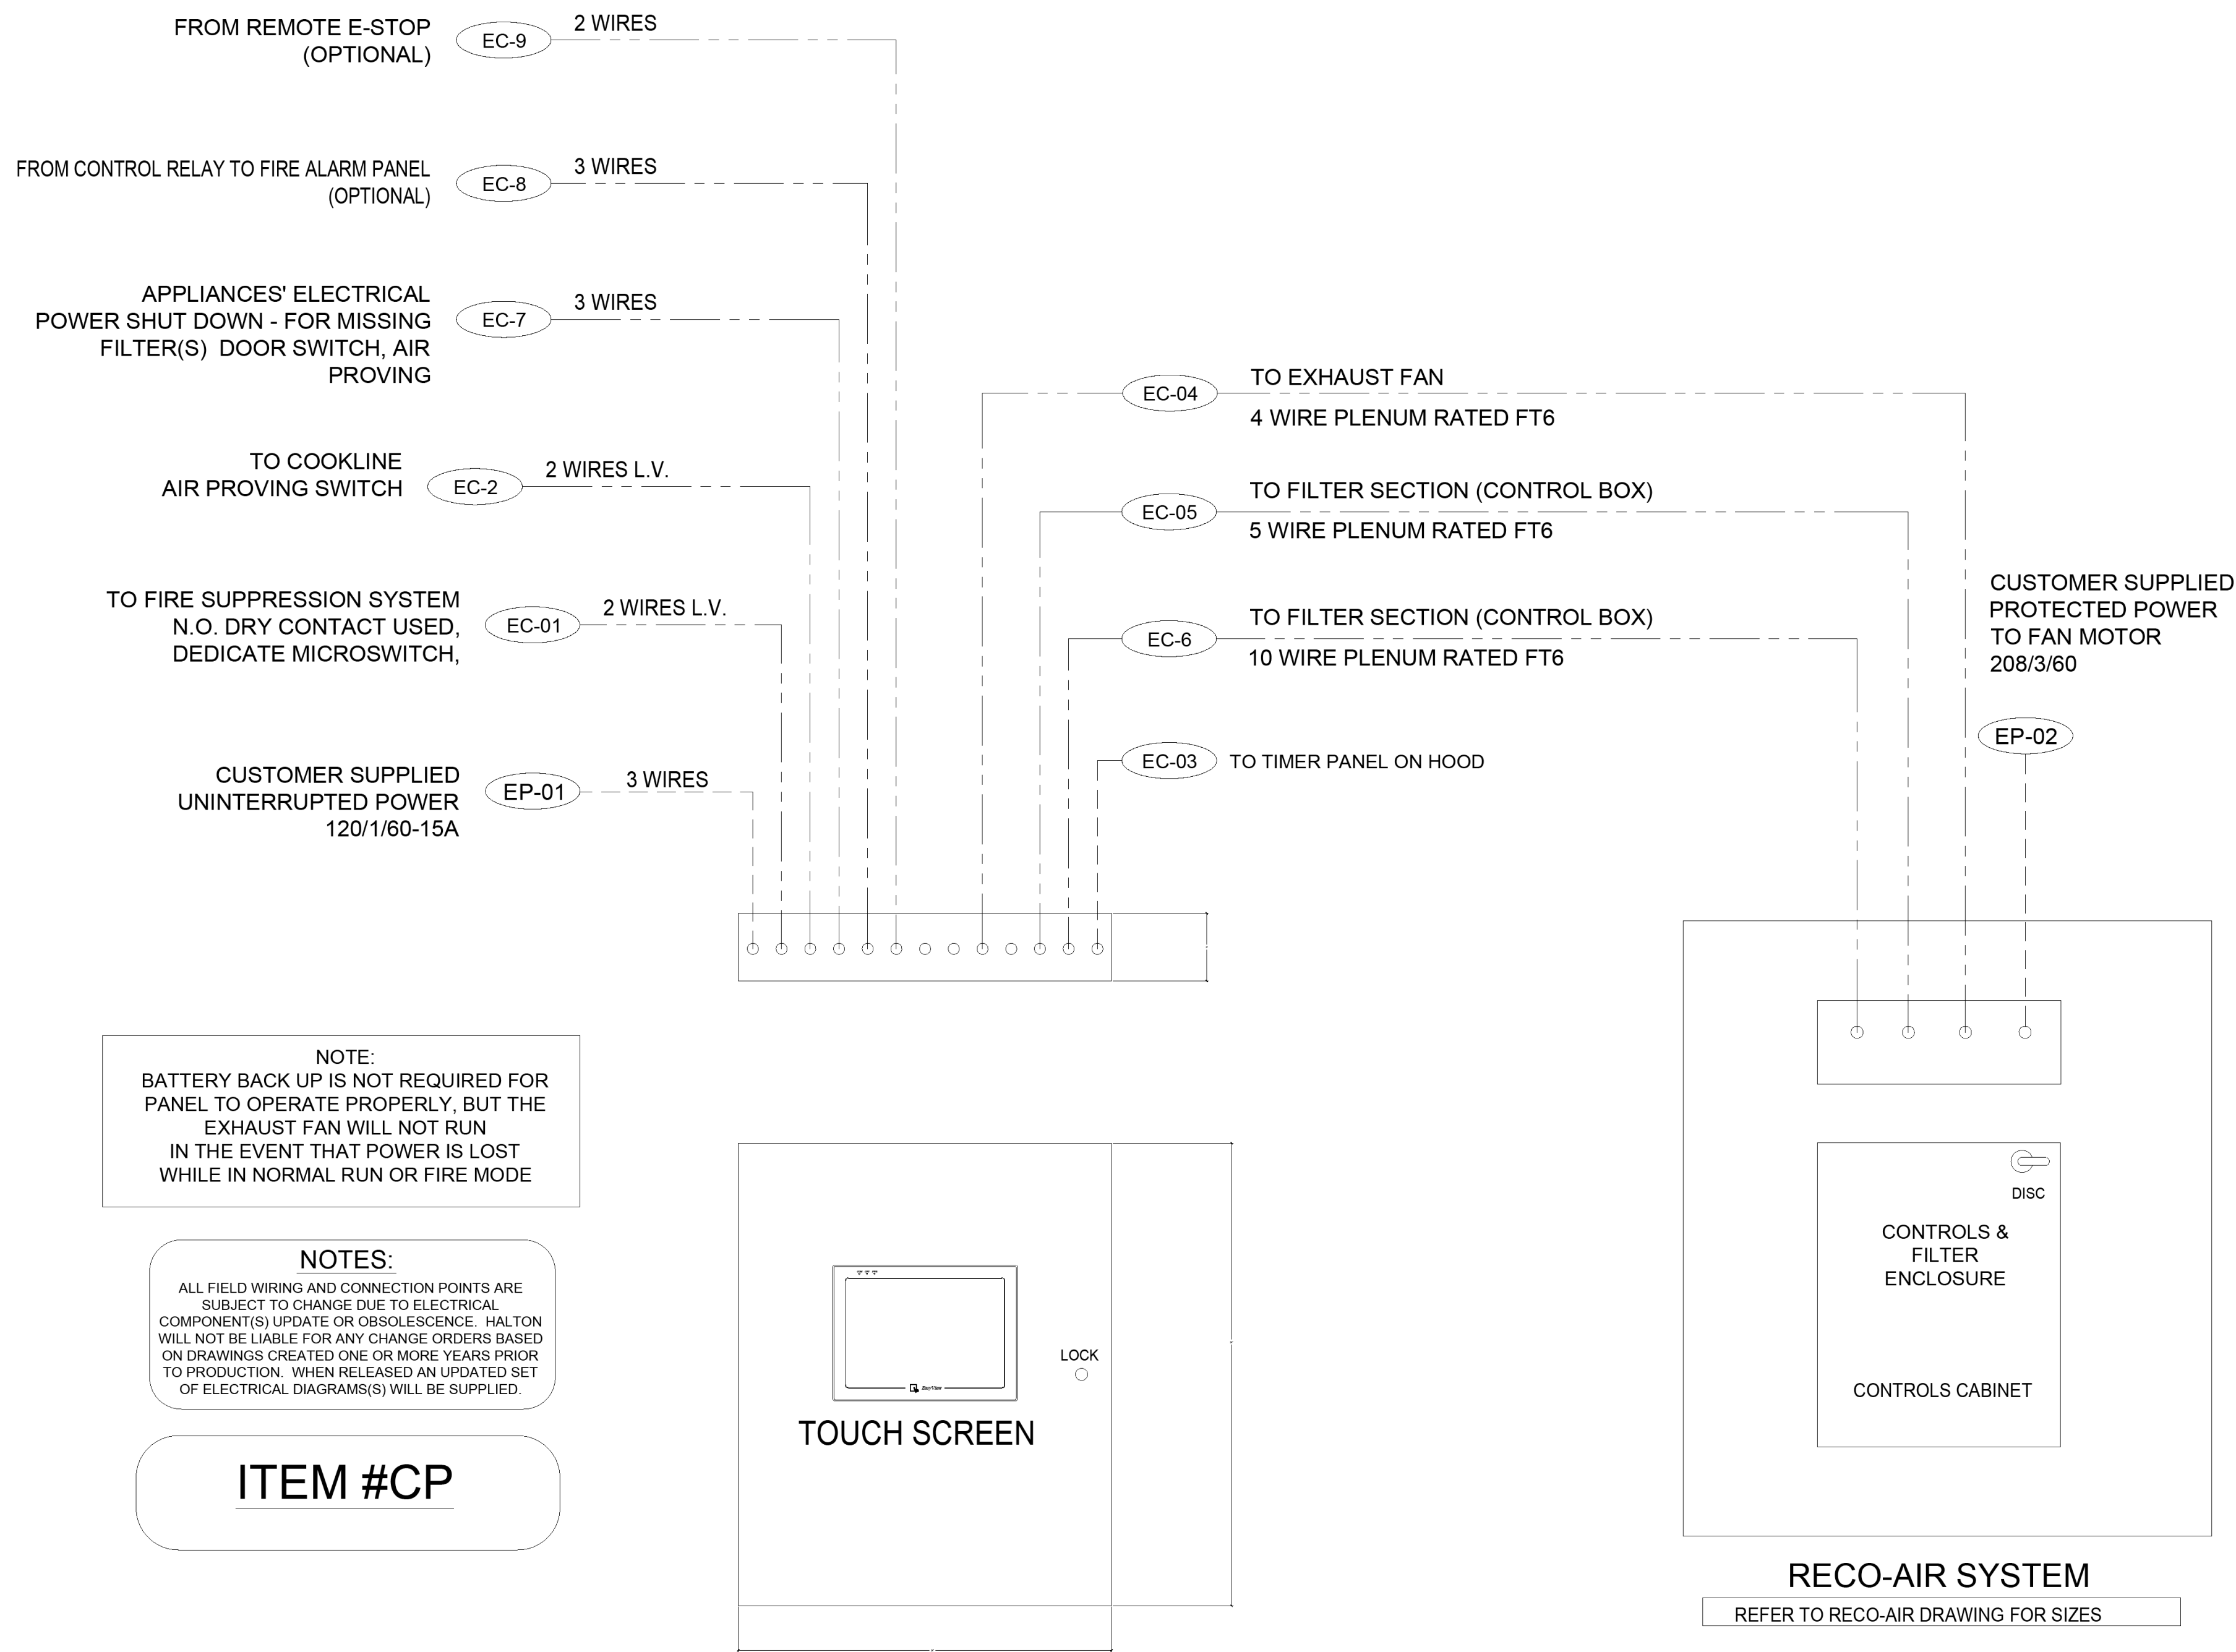 FROM REMOTE E-STOP
(OPTIONAL)
EC-9
2 WIRES
FROM CONTROL RELAY TO FIRE ALARM PANEL
(OPTIONAL)
EC-8
3 WIRES
APPLIANCES' ELECTRICAL
POWER SHUT DOWN - FOR MISSING
FILTER(S)  DOOR SWITCH, AIR
PROVING
EC-7
3 WIRES
TO COOKLINE
AIR PROVING SWITCH
EC-2
2 WIRES L.V.
TO FIRE SUPPRESSION SYSTEM
N.O. DRY CONTACT USED,
DEDICATE MICROSWITCH,
EC-01
2 WIRES L.V.
CUSTOMER SUPPLIED
UNINTERRUPTED POWER
120/1/60-15A
EP-01
3 WIRES
EC-04
TO EXHAUST FAN
4 WIRE PLENUM RATED FT6
EC-05
TO FILTER SECTION (CONTROL BOX)
5 WIRE PLENUM RATED FT6
EC-6
TO FILTER SECTION (CONTROL BOX)
10 WIRE PLENUM RATED FT6
EC-03
TO TIMER PANEL ON HOOD
CUSTOMER SUPPLIED
PROTECTED POWER
TO FAN MOTOR
208/3/60
EP-02
NOTE:
BATTERY BACK UP IS NOT REQUIRED FOR
PANEL TO OPERATE PROPERLY, BUT THE
EXHAUST FAN WILL NOT RUN
IN THE EVENT THAT POWER IS LOST
WHILE IN NORMAL RUN OR FIRE MODE
NOTES:
ALL FIELD WIRING AND CONNECTION POINTS ARE
SUBJECT TO CHANGE DUE TO ELECTRICAL
COMPONENT(S) UPDATE OR OBSOLESCENCE.  HALTON
WILL NOT BE LIABLE FOR ANY CHANGE ORDERS BASED
ON DRAWINGS CREATED ONE OR MORE YEARS PRIOR
TO PRODUCTION.  WHEN RELEASED AN UPDATED SET
OF ELECTRICAL DIAGRAMS(S) WILL BE SUPPLIED.
ITEM #CP
EasyView
TOUCH SCREEN
LOCK
DISC
CONTROLS &
FILTER
ENCLOSURE
CONTROLS CABINET
RECO-AIR SYSTEM
REFER TO RECO-AIR DRAWING FOR SIZES